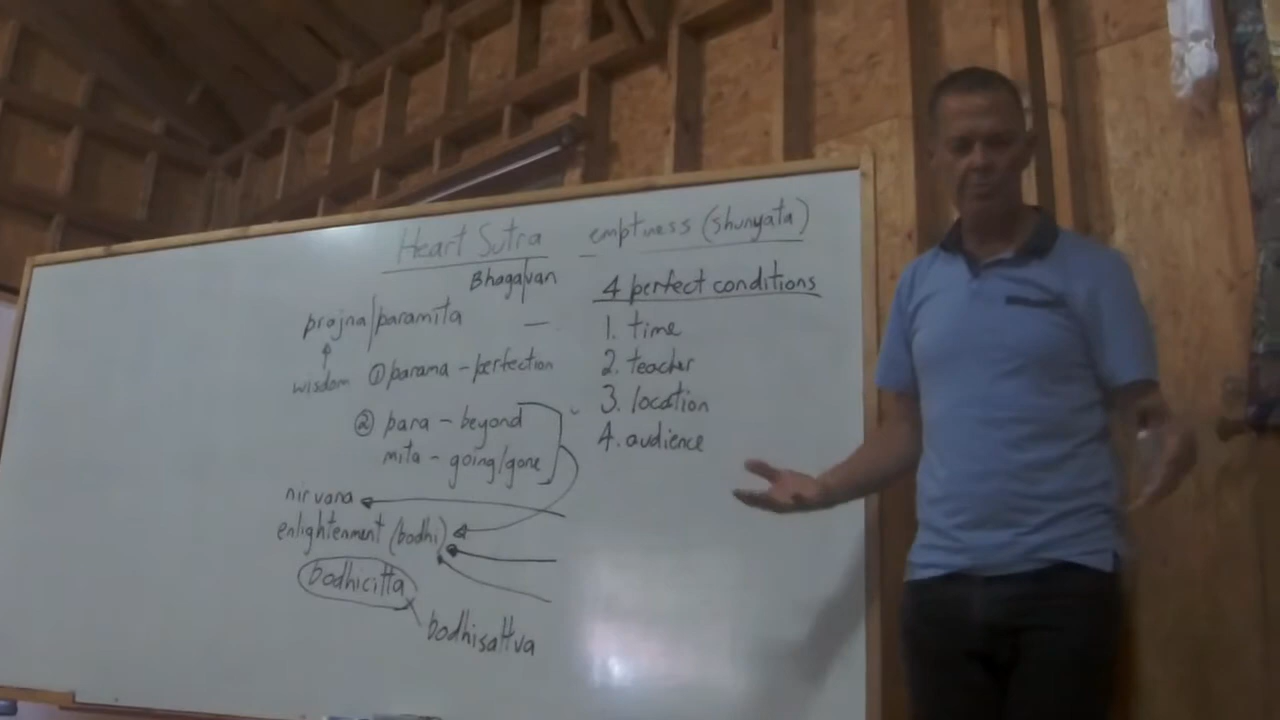 Heart Sutra — emptiness (shunyata)
Bhagavan
prajna/paramita —
wisdom
① parama - perfection
② para - beyond
mita - going/gone
nirvana
enlightenment (bodhi)
bodhicitta
bodhisattva
4 perfect conditions
1. time
2. teacher
3. location
4. audience